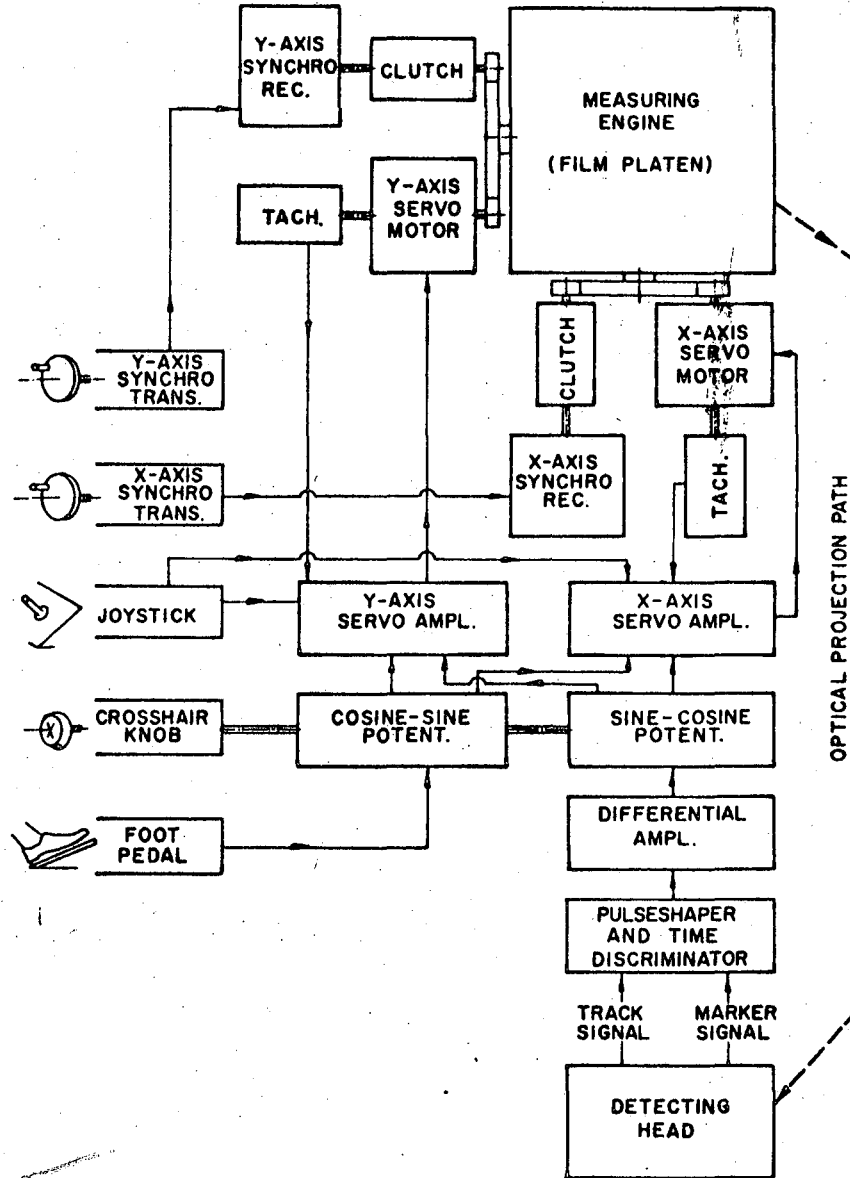 Y-AXIS
SYNCHRO
REC.
CLUTCH
MEASURING
ENGINE
(FILM PLATEN)
TACH.
Y-AXIS
SERVO
MOTOR
CLUTCH
X-AXIS
SERVO
MOTOR
Y-AXIS
SYNCHRO
TRANS.
X-AXIS
SYNCHRO
TRANS.
X-AXIS
SYNCHRO
REC.
TACH.
OPTICAL PROJECTION PATH
JOYSTICK
Y-AXIS
SERVO AMPL.
X-AXIS
SERVO AMPL.
X
CROSSHAIR
KNOB
COSINE-SINE
POTENT.
SINE-COSINE
POTENT.
FOOT
PEDAL
DIFFERENTIAL
AMPL.
PULSESHAPER
AND TIME
DISCRIMINATOR
TRACK
SIGNAL
MARKER
SIGNAL
DETECTING
HEAD